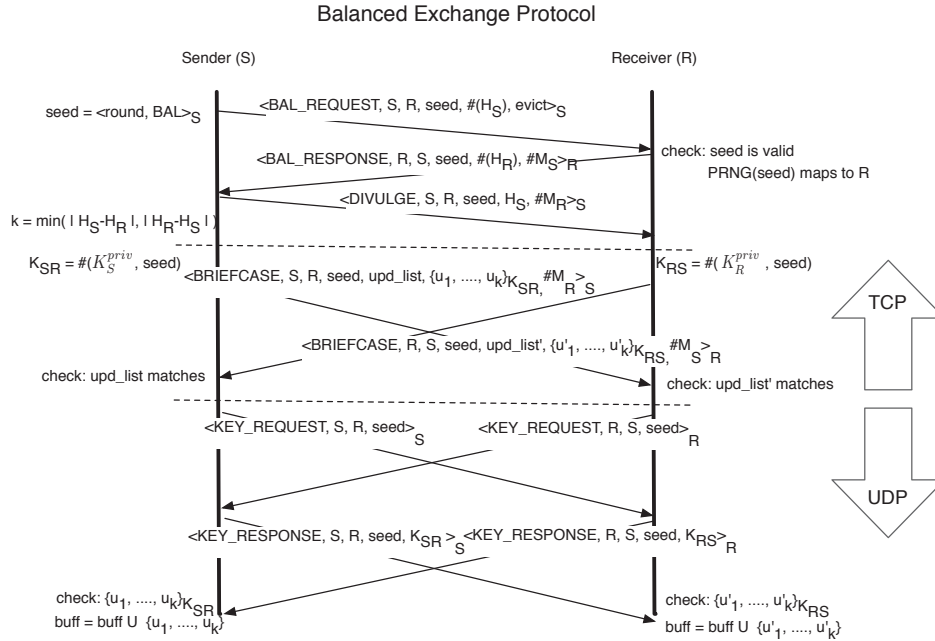 Balanced Exchange Protocol
Sender (S)
Receiver (R)
seed = <round, BAL>S
<BAL_REQUEST, S, R, seed, #(HS), evict>S
check: seed is valid
PRNG(seed) maps to R
<BAL_RESPONSE, R, S, seed, #(HR), #MS>R
<DIVULGE, S, R, seed, HS, #MR>S
k = min( | HS-HR |, | HR-HS | )
KSR = #(K_S^priv, seed)
KRS = #(K_R^priv , seed)
<BRIEFCASE, S, R, seed, upd_list, {u1, ...., uk}KSR, #MR>S
TCP
<BRIEFCASE, R, S, seed, upd_list', {u'1, ...., u'k}KRS, #MS>R
check: upd_list matches
check: upd_list' matches
<KEY_REQUEST, S, R, seed>S
<KEY_REQUEST, R, S, seed>R
UDP
<KEY_RESPONSE, S, R, seed, KSR >S
<KEY_RESPONSE, R, S, seed, KRS>R
check: {u1, ...., uk}KSR
buff = buff U {u1, ...., uk}
check: {u'1, ...., u'k}KRS
buff = buff U {u'1, ...., u'k}